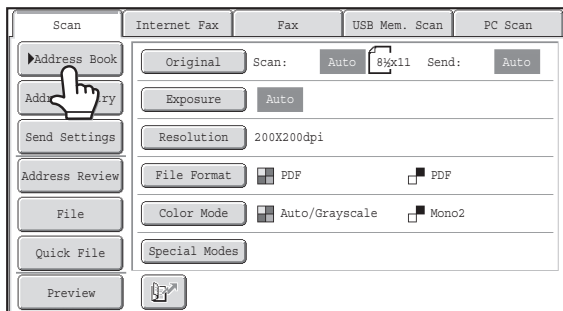 Scan Internet Fax Fax USB Mem. Scan PC Scan
Address Book
Original Scan: Auto 8½x11 Send: Auto
Exposure Auto
Send Settings
Resolution 200X200dpi
Address Review
File Format PDF PDF
File
Color Mode Auto/Grayscale Mono2
Quick File
Special Modes
Preview